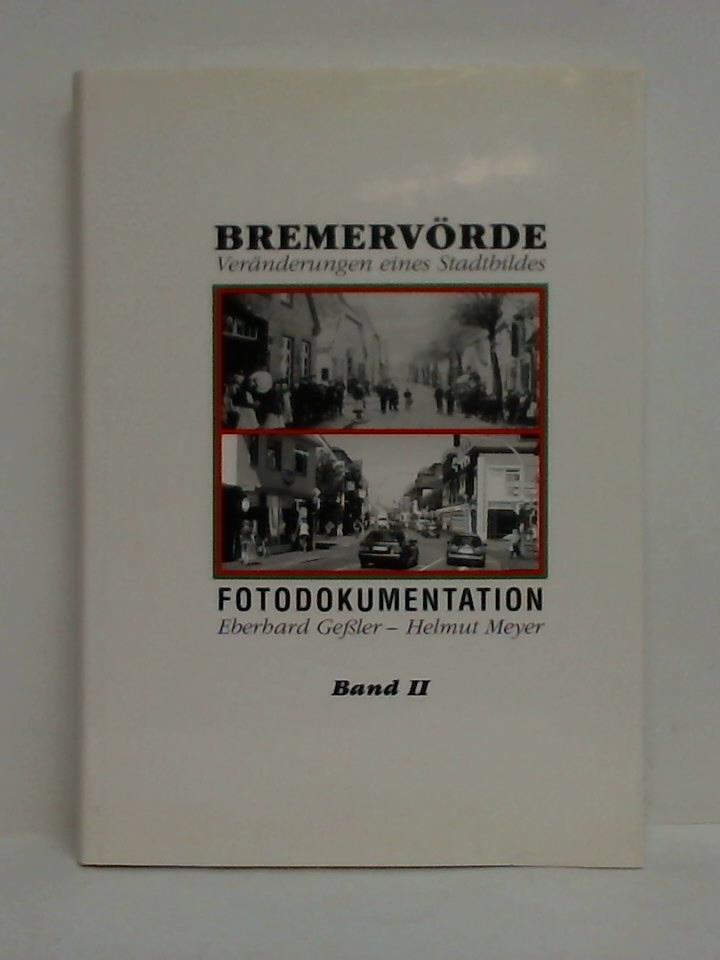 BREMERVÖRDE
Veränderungen eines Stadtbildes
FOTODOKUMENTATION
Eberhard Geßler – Helmut Meyer
Band II